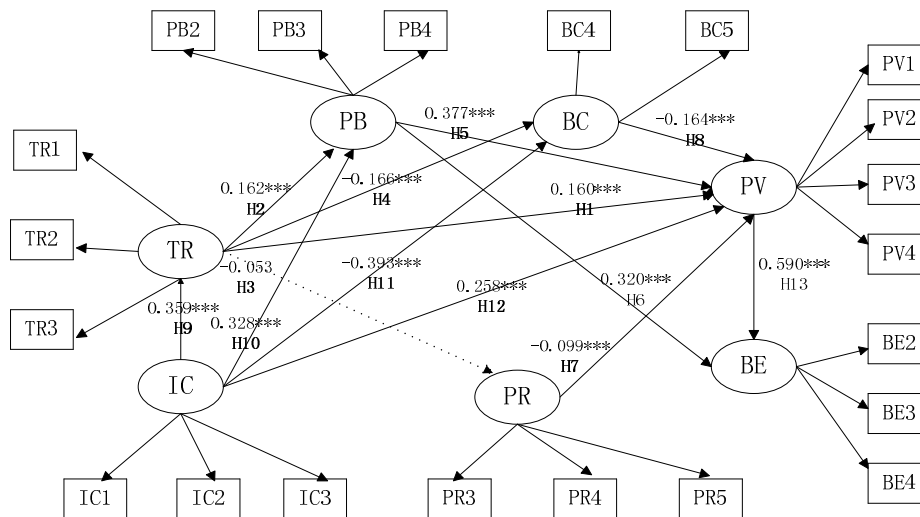 PB2
PB3
PB4
BC4
BC5
PV1
PV2
PV3
PV4
TR1
TR2
TR3
PB
BC
PV
TR
IC
PR
BE
0.377***
H5
-0.164***
H8
0.162***
H2
-0.166***
H4
0.160***
H1
-0.053
H3
-0.393***
H11
0.258***
H12
0.320***
H6
0.590***
H13
0.359***
H9
0.328***
H10
-0.099***
H7
BE2
BE3
BE4
IC1
IC2
IC3
PR3
PR4
PR5